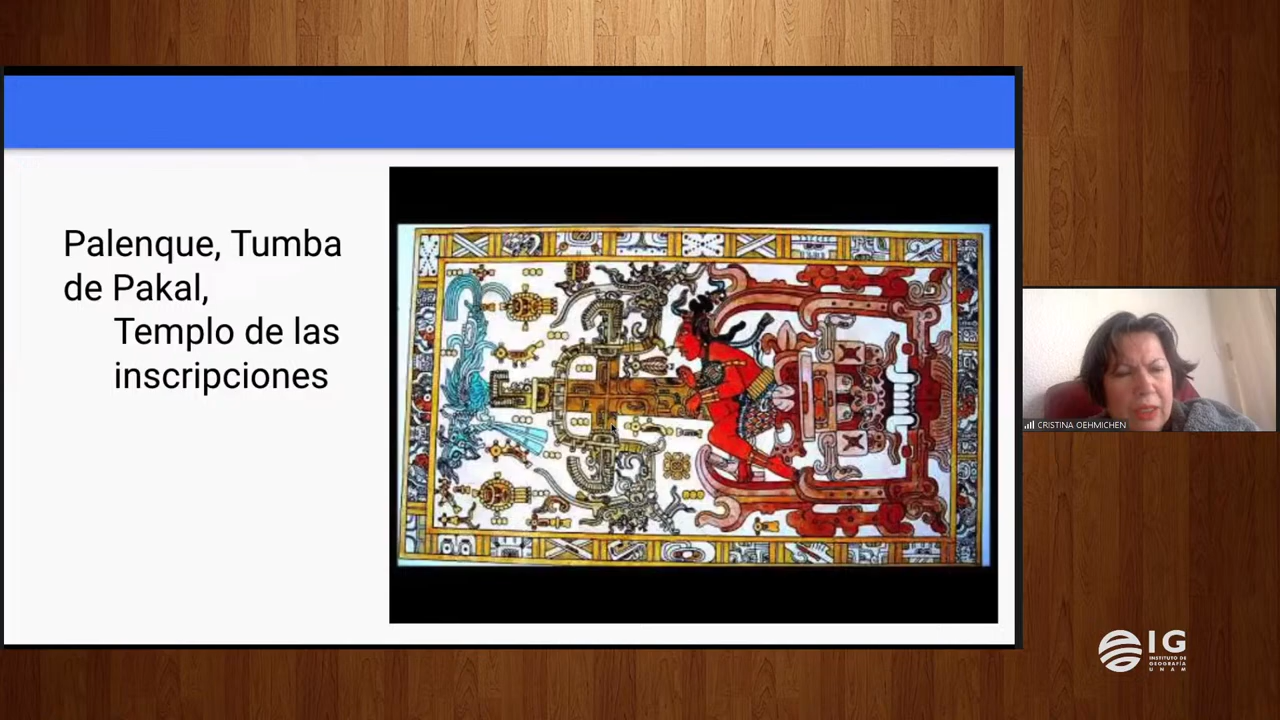 Palenque, Tumba
de Pakal,
Templo de las
inscripciones
CRISTINA OEHMICHEN
IG
INSTITUTO DE
GEOGRAFÍA
UNAM